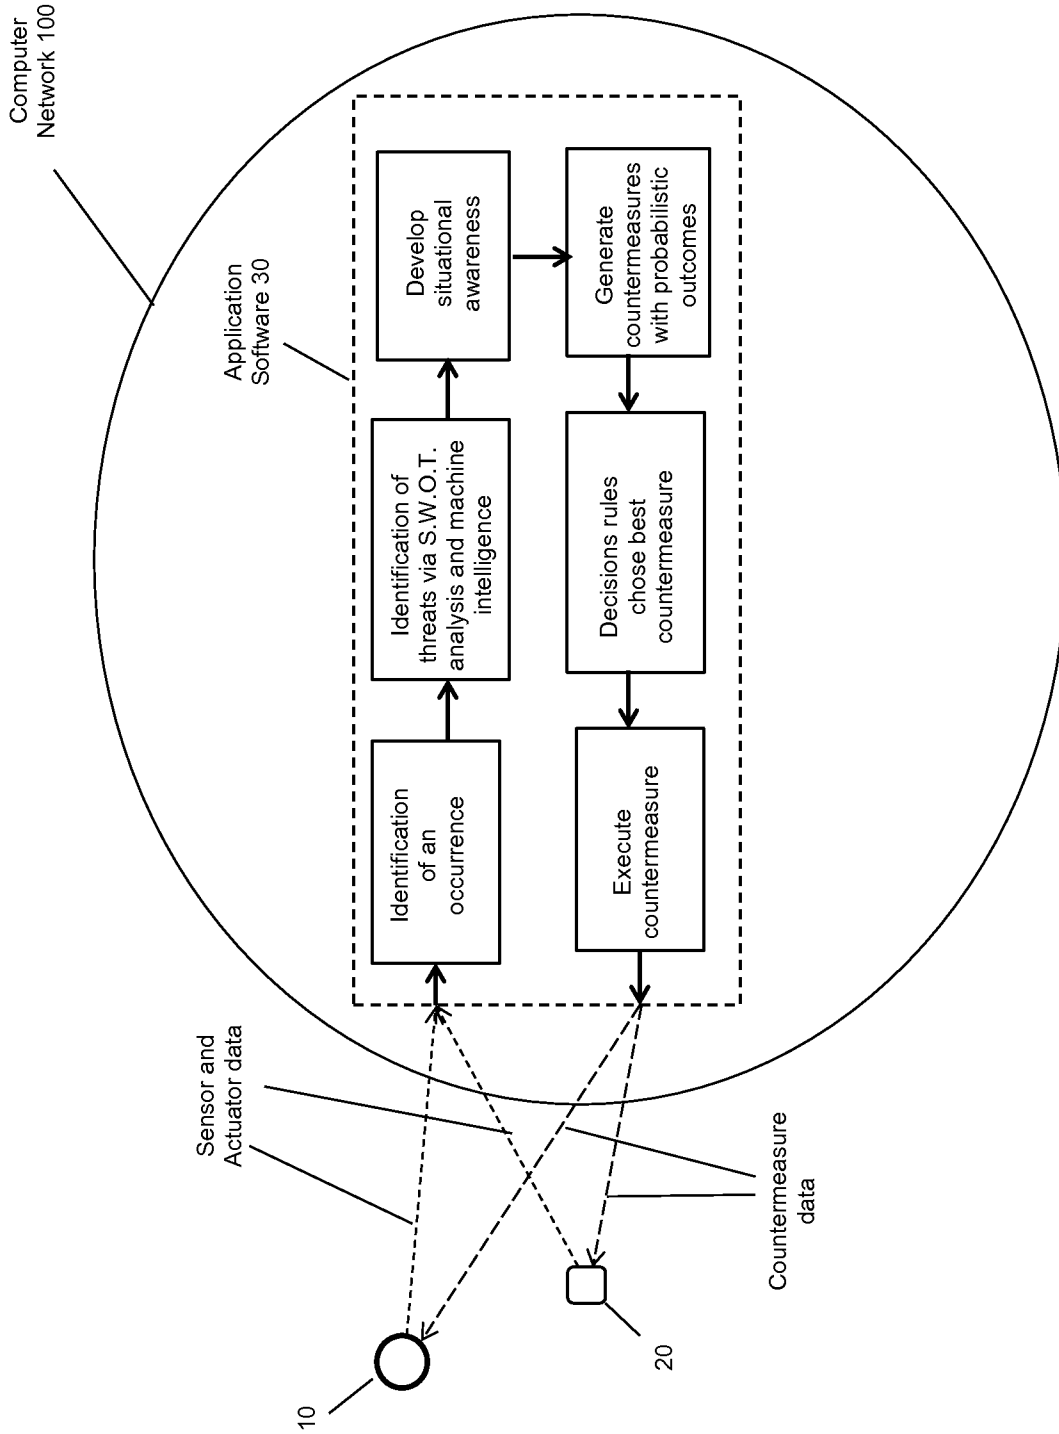 Computer
Network 100
Application
Software 30
Sensor and
Actuator data
Identification
of an
occurrence
Identification of
threats via S.W.O.T.
analysis and machine
intelligence
Develop
situational
awareness
Generate
countermeasures
with probabilistic
outcomes
Decisions rules
chose best
countermeasure
Execute
countermeasure
Countermeasure
data
10
20